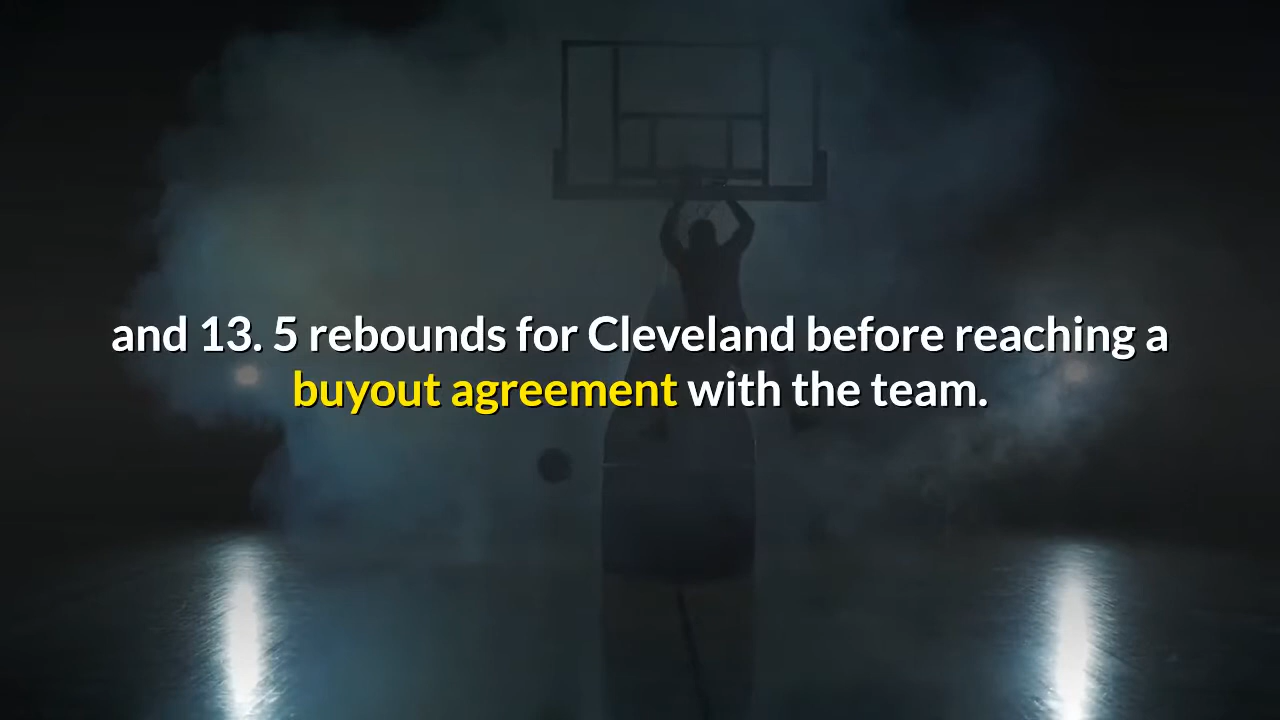 and 13. 5 rebounds for Cleveland before reaching a
buyout agreement with the team.